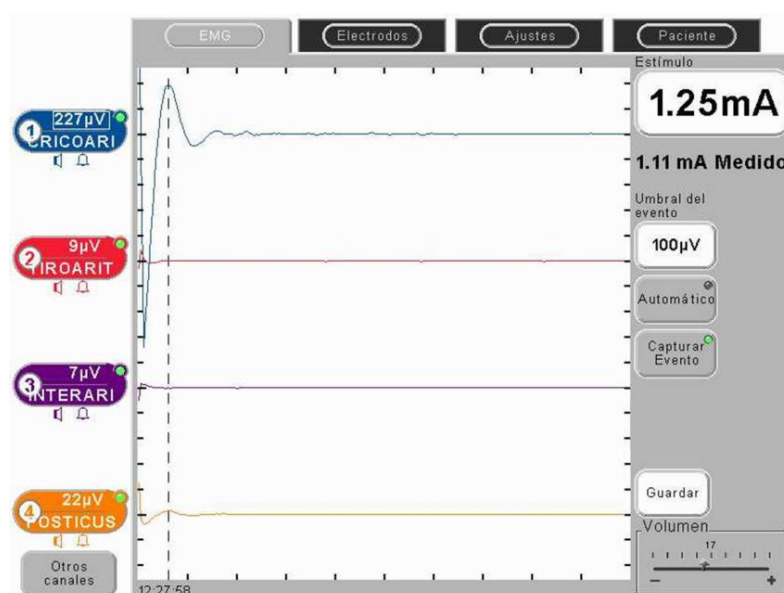 EMG
Electrodos
Ajustes
Paciente
Estímulo
1.25mA
1.11 mA Medido
Umbral del
evento
100µV
Automático
Capturar
Evento
Guardar
Volumen
17
- +
1
227µV
CRICOARI
2
9µV
TIROARIT
3
7µV
INTERARI
4
22µV
POSTICUS
Otros
canales
12:27:58